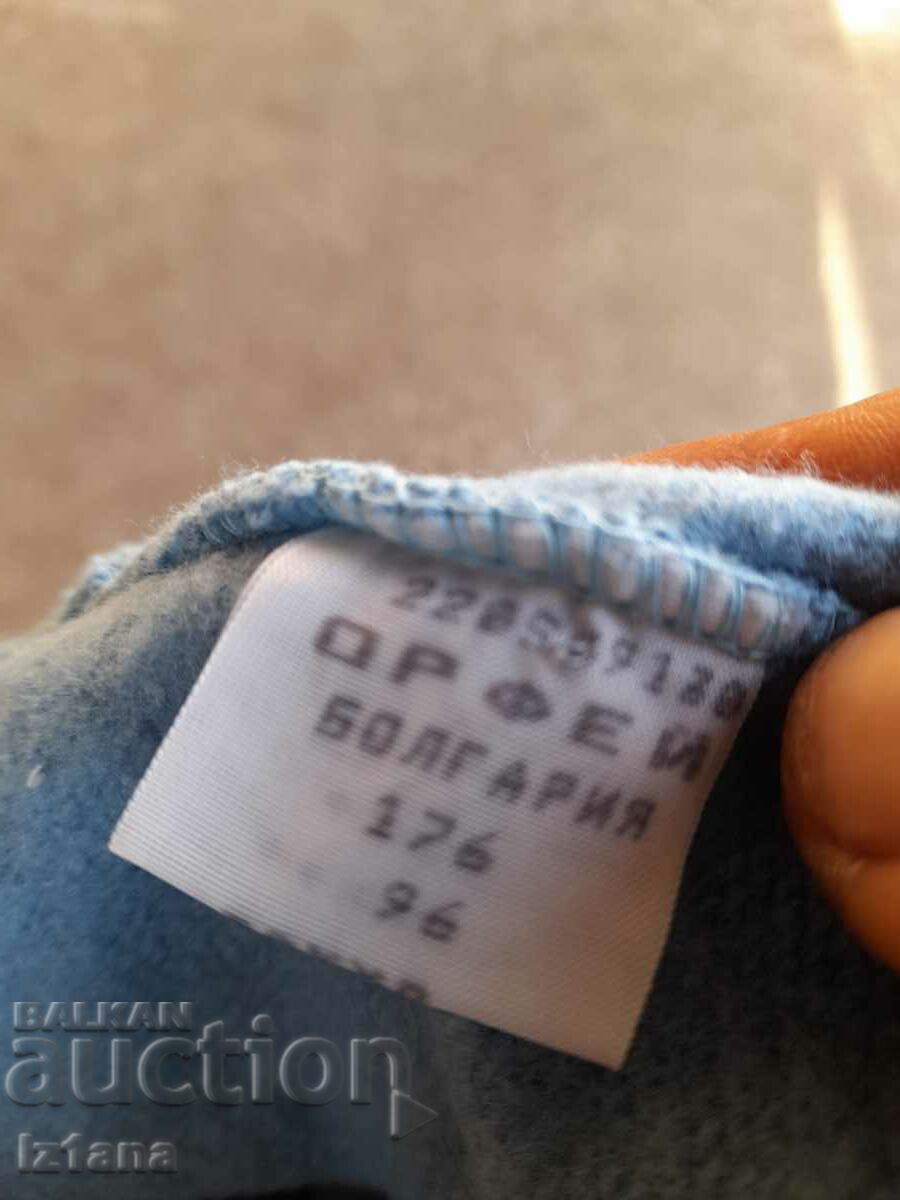 ОРФЕЙ
БОЛГАРИЯ
176
96
BALKAN
auction
Iz1ana